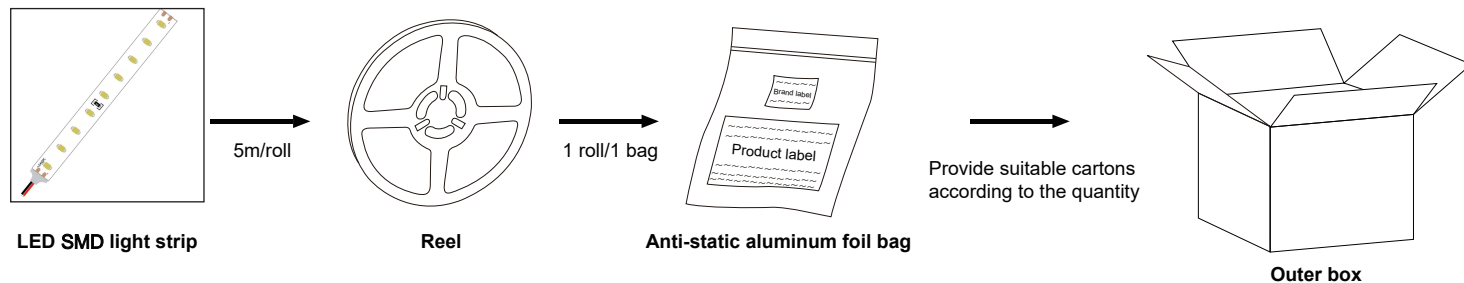 5m/roll
1 roll/1 bag
Brand label
Product label
Provide suitable cartons
according to the quantity
LED SMD light strip
Reel
Anti-static aluminum foil bag
Outer box